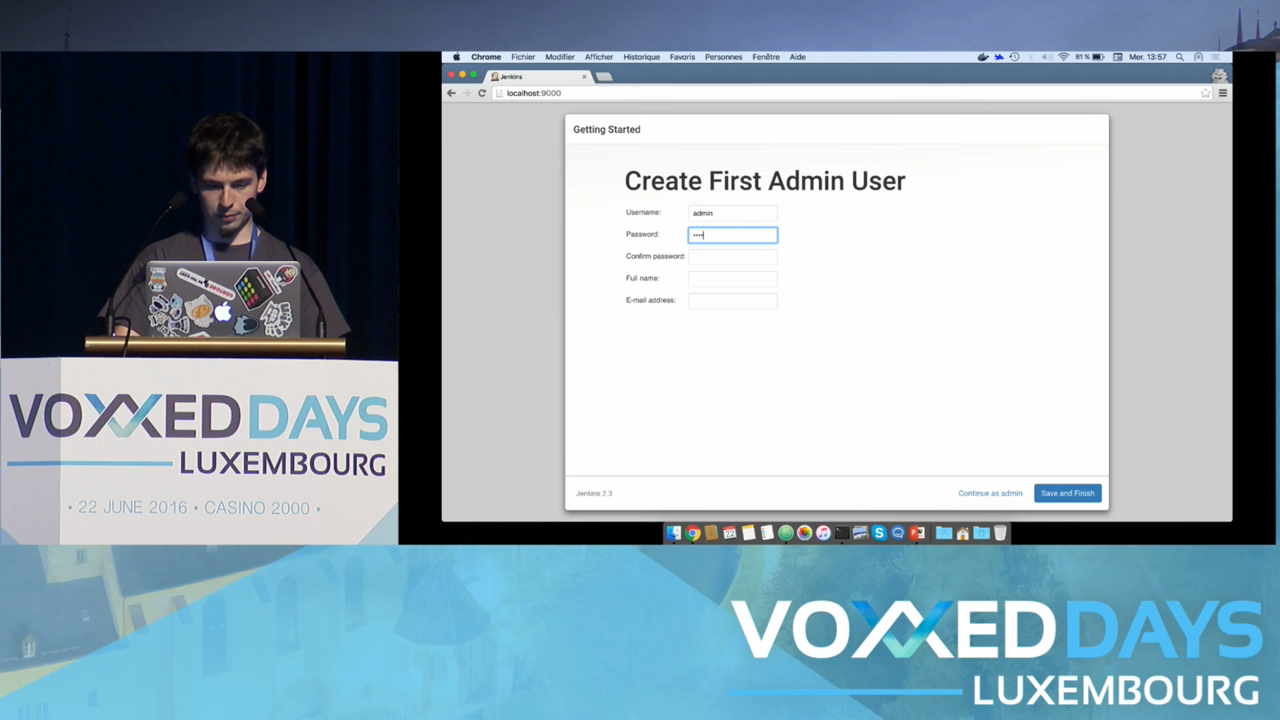 Chrome Fichier Modifier Afficher Historique Favoris Personnes Fenêtre Aide
81 % Mer. 13:57
Jenkins
localhost:9000
Getting Started
Create First Admin User
Username: admin
Password: ••••
Confirm password:
Full name:
E-mail address:
Jenkins 2.3
Continue as admin
Save and Finish
VOXXED DAYS
LUXEMBOURG
• 22 JUNE 2016 • CASINO 2000 •
VOXXED DAYS
LUXEMBOURG